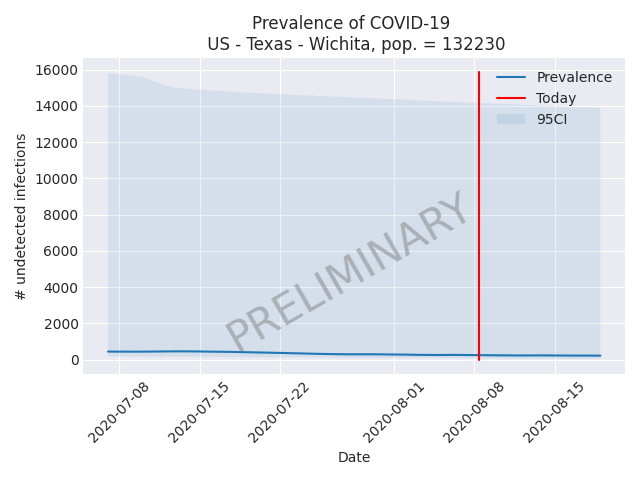 Prevalence of COVID-19
US - Texas - Wichita, pop. = 132230
16000
14000
12000
10000
8000
6000
4000
2000
0
# undetected infections
Prevalence
Today
95CI
PRELIMINARY
2020-07-08
2020-07-15
2020-07-22
2020-08-01
2020-08-08
2020-08-15
Date